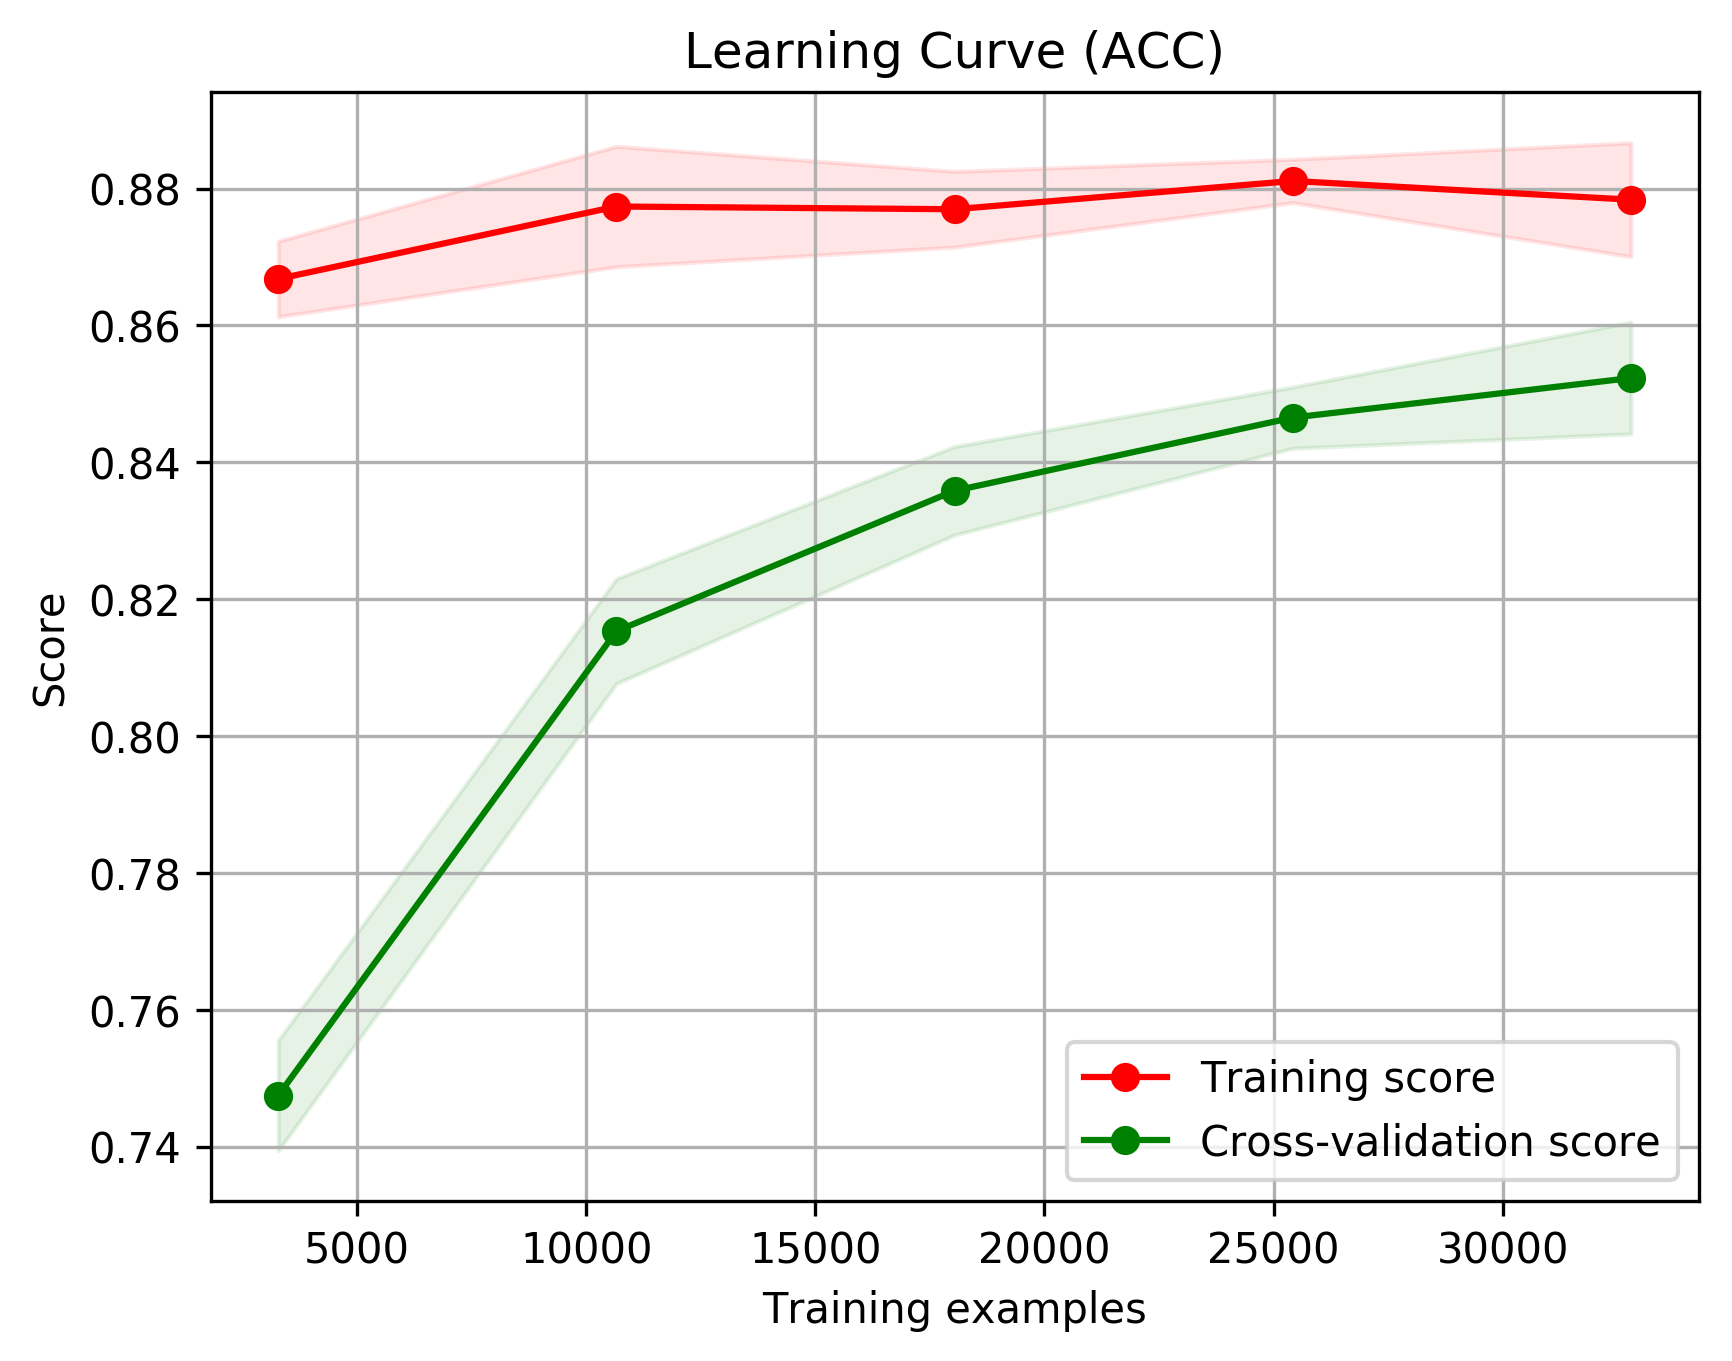 Learning Curve (ACC)
0.88
0.86
0.84
0.82
0.80
0.78
0.76
0.74
Score
5000 10000 15000 20000 25000 30000
Training examples
Training score
Cross-validation score